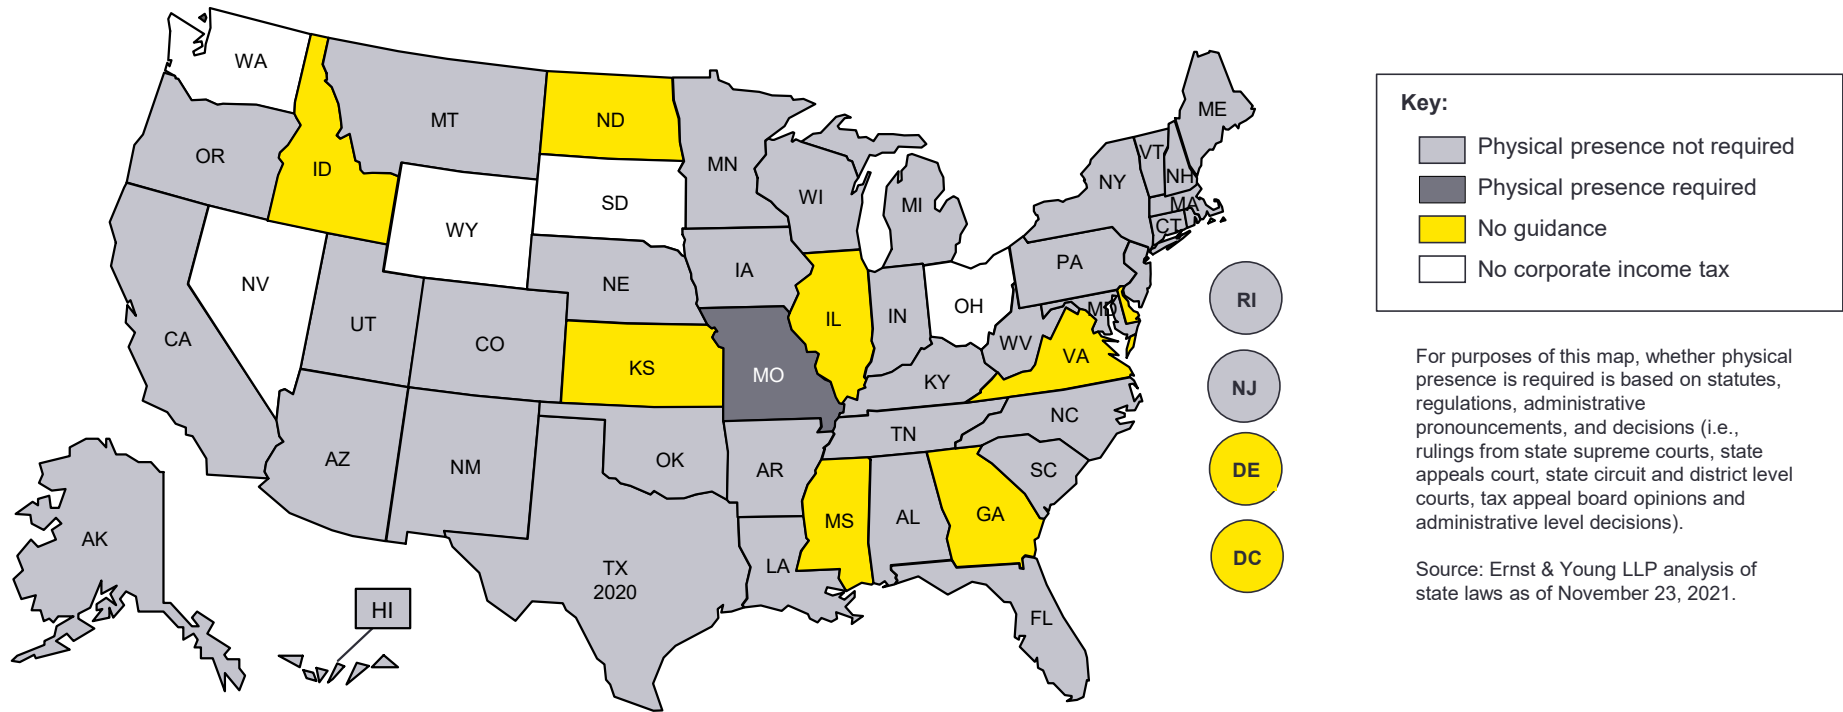 WA
OR
CA
NV
ID
MT
WY
UT
AZ
CO
NM
ND
SD
NE
KS
OK
TX
2020
MN
IA
MO
AR
LA
WI
IL
MI
IN
OH
KY
TN
MS
AL
GA
FL
SC
NC
VA
WV
MD
PA
NY
VT
NH
ME
MA
CT
AK
HI
RI
NJ
DE
DC
Key:
Physical presence not required
Physical presence required
No guidance
No corporate income tax
For purposes of this map, whether physical
presence is required is based on statutes,
regulations, administrative
pronouncements, and decisions (i.e.,
rulings from state supreme courts, state
appeals court, state circuit and district level
courts, tax appeal board opinions and
administrative level decisions).
Source: Ernst & Young LLP analysis of
state laws as of November 23, 2021.